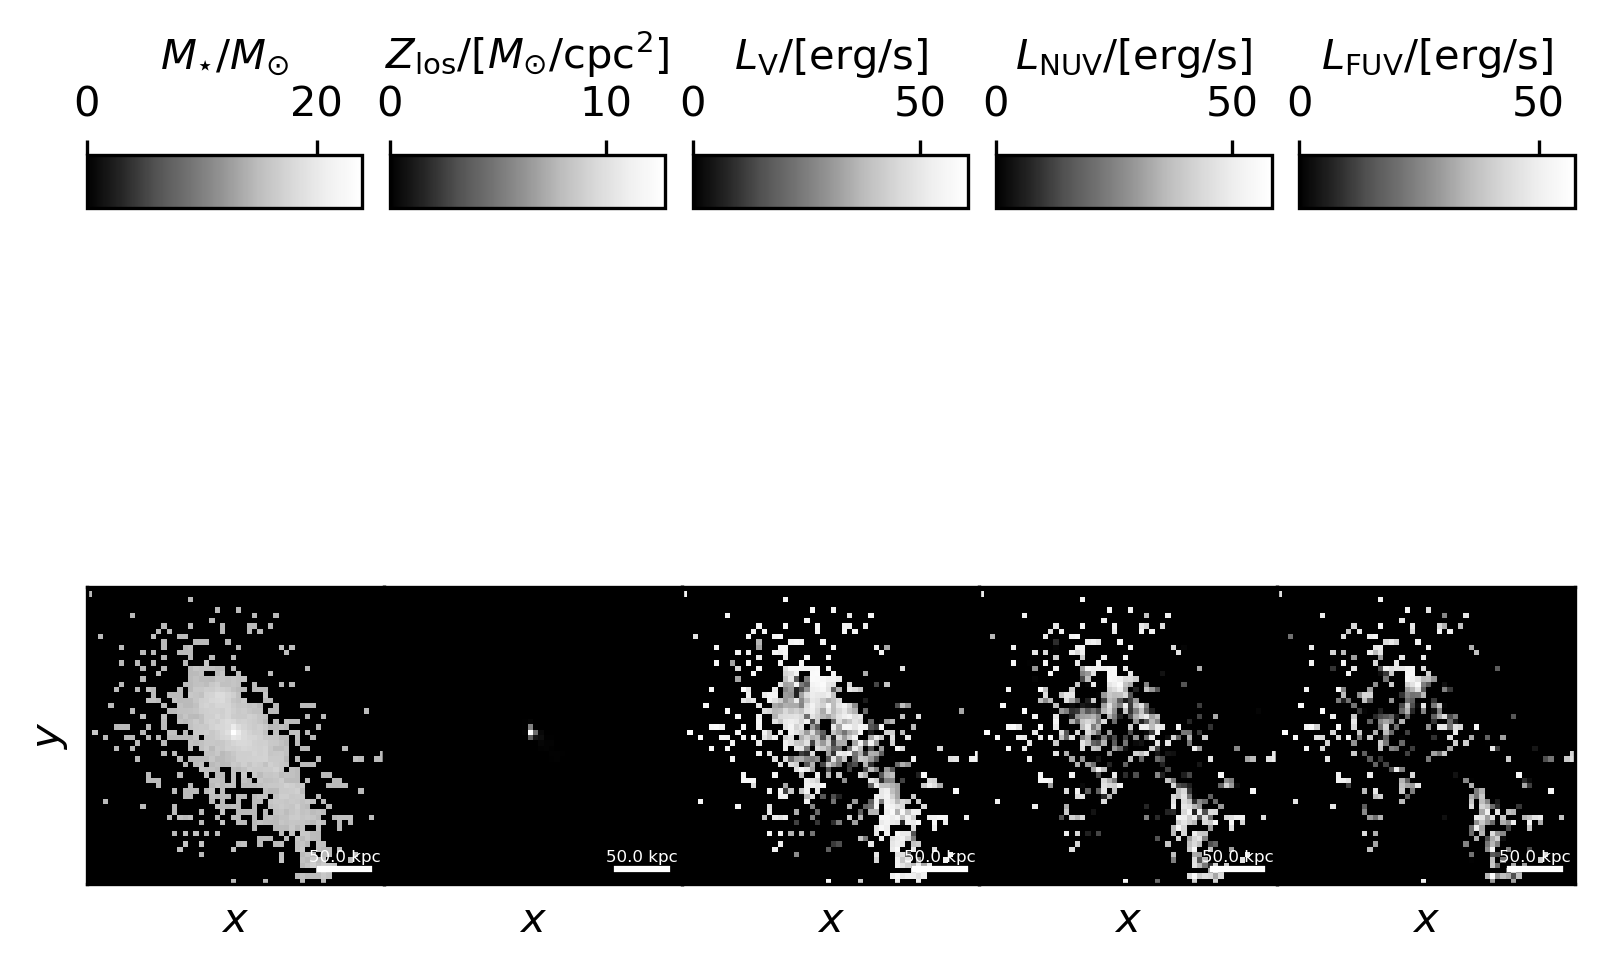 M⋆/M⊙ Z_los/[M⊙/cpc²] L_V/[erg/s] L_NUV/[erg/s] L_FUV/[erg/s]
0 20 0 10 0 50 0 50 0 50
y
50.0 kpc 50.0 kpc 50.0 kpc 50.0 kpc 50.0 kpc
x x x x x